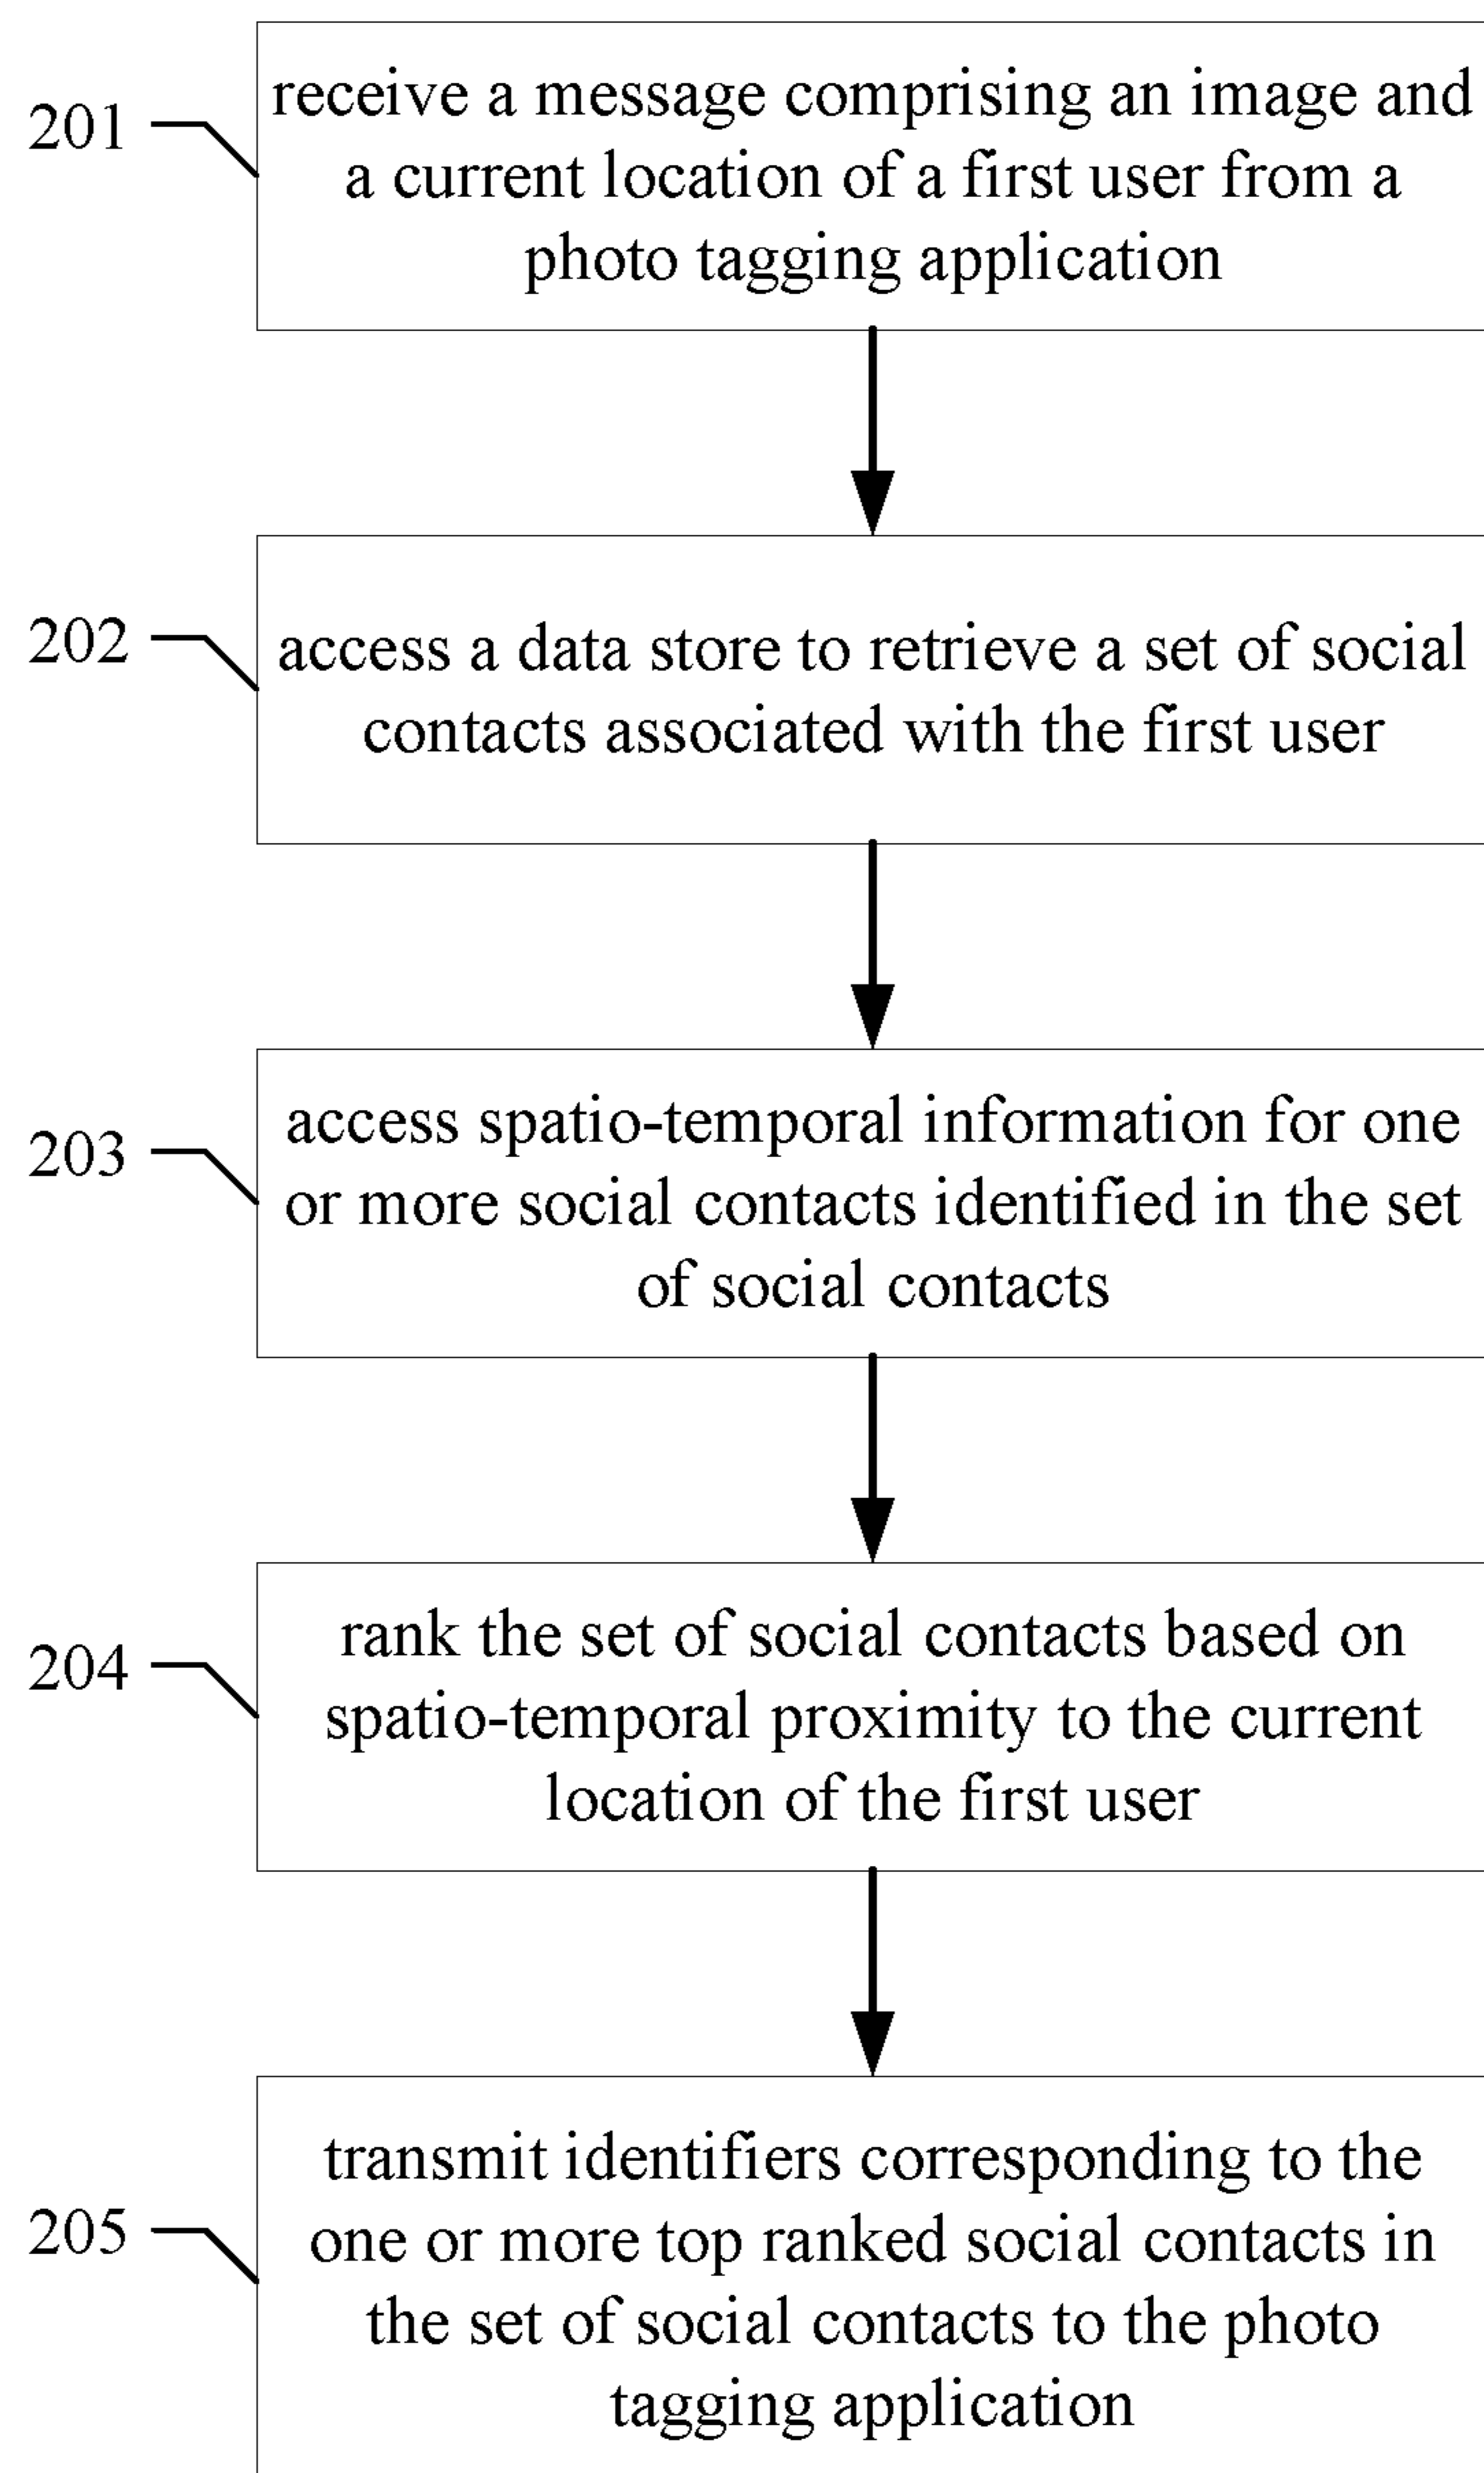 201
receive a message comprising an image and
a current location of a first user from a
photo tagging application
202
access a data store to retrieve a set of social
contacts associated with the first user
203
access spatio-temporal information for one
or more social contacts identified in the set
of social contacts
204
rank the set of social contacts based on
spatio-temporal proximity to the current
location of the first user
205
transmit identifiers corresponding to the
one or more top ranked social contacts in
the set of social contacts to the photo
tagging application